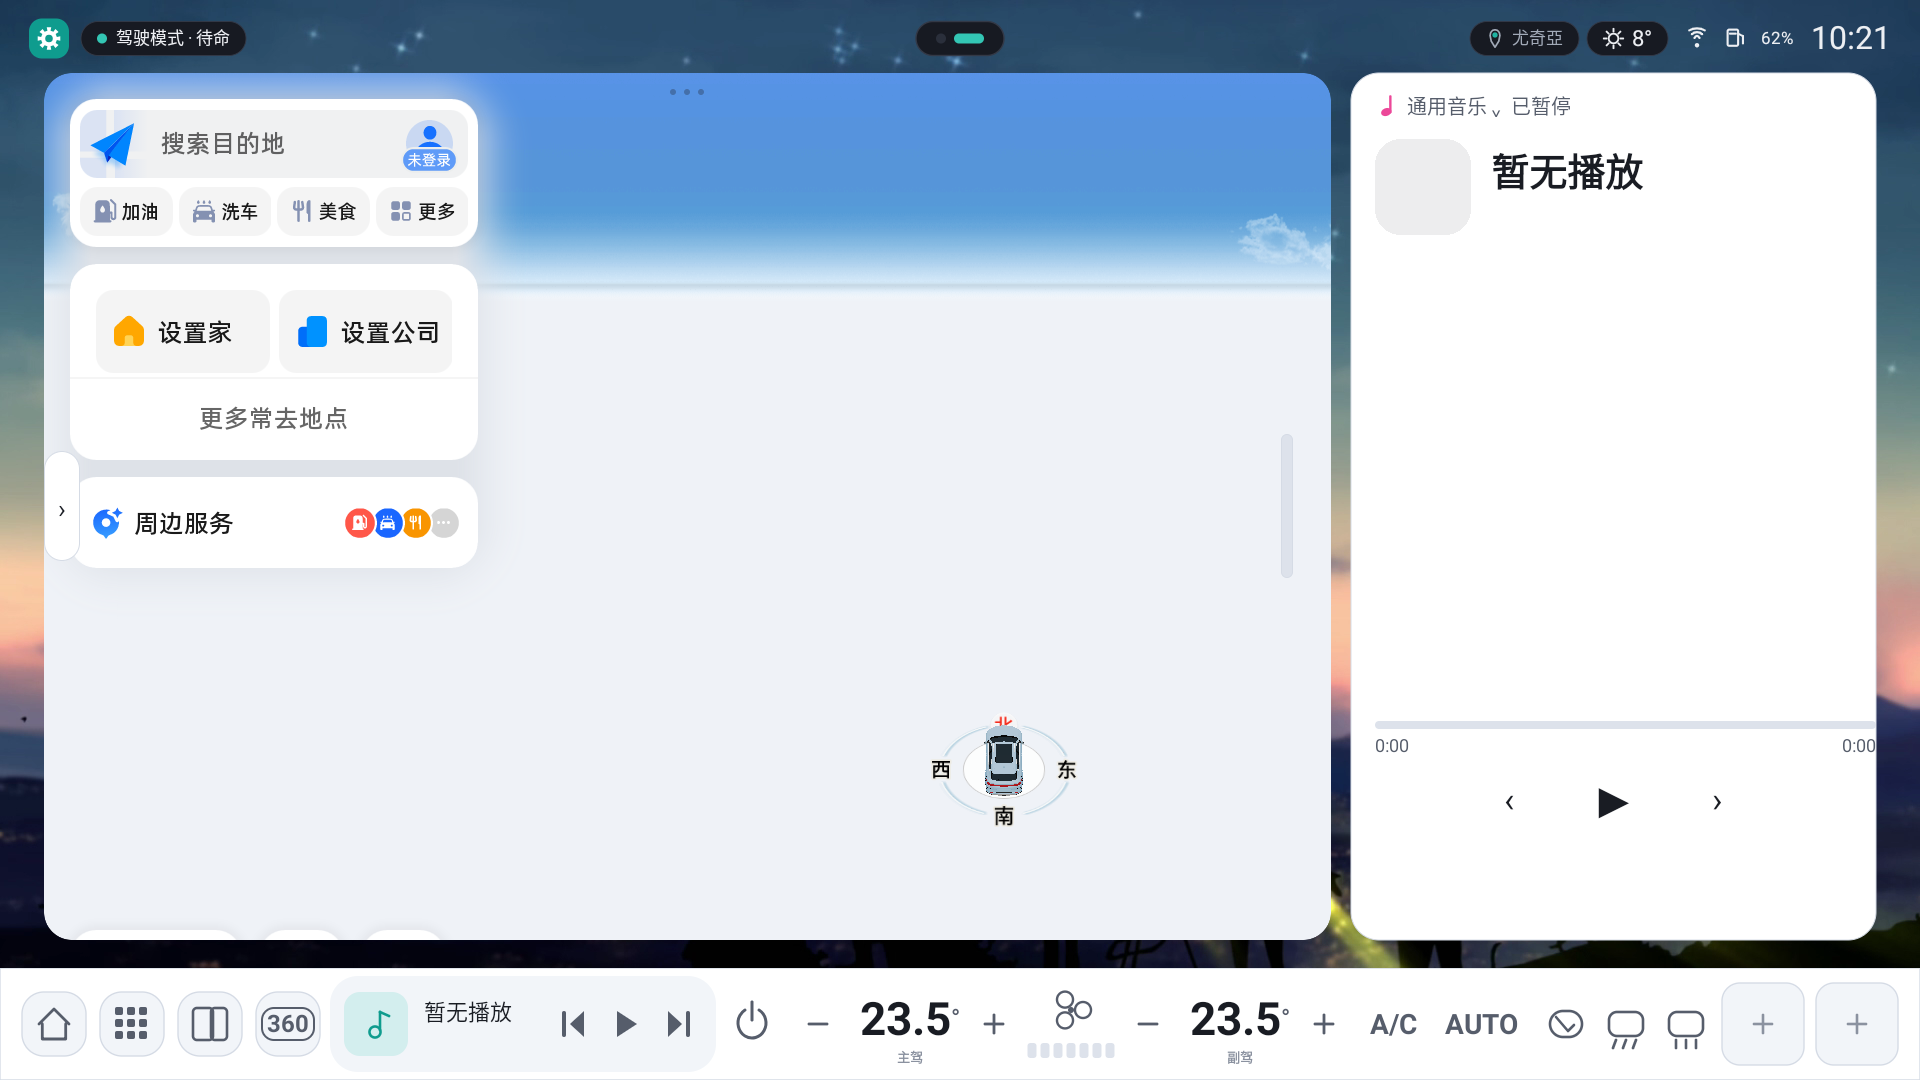 驾驶模式 · 待命
尤奇亞
8°
62%
10:21
搜索目的地
未登录
加油
洗车
美食
更多
设置家
设置公司
更多常去地点
周边服务
北
西
东
南
通用音乐
已暂停
暂无播放
0:00
0:00
360
暂无播放
23.5°
主驾
23.5°
副驾
A/C
AUTO